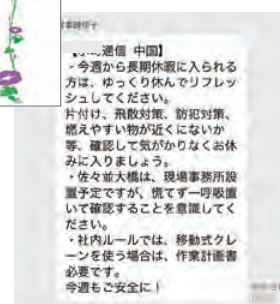 通信 中国】
・今週から長期休暇に入られる
方は、ゆっくり休んでリフレッ
シュしてください。
片付け、飛散対策、防犯対策、
燃えやすい物が近くにないか
等、確認して気がかりなくお休
みに入りましょう。
・佐々並大橋は、現場事務所設
置予定ですが、慌てず一呼吸置
いて確認することを意識してく
ださい。
・社内ルールでは、移動式クレ
ーンを使う場合は、作業計画書
必要です。
今週もご安全に！